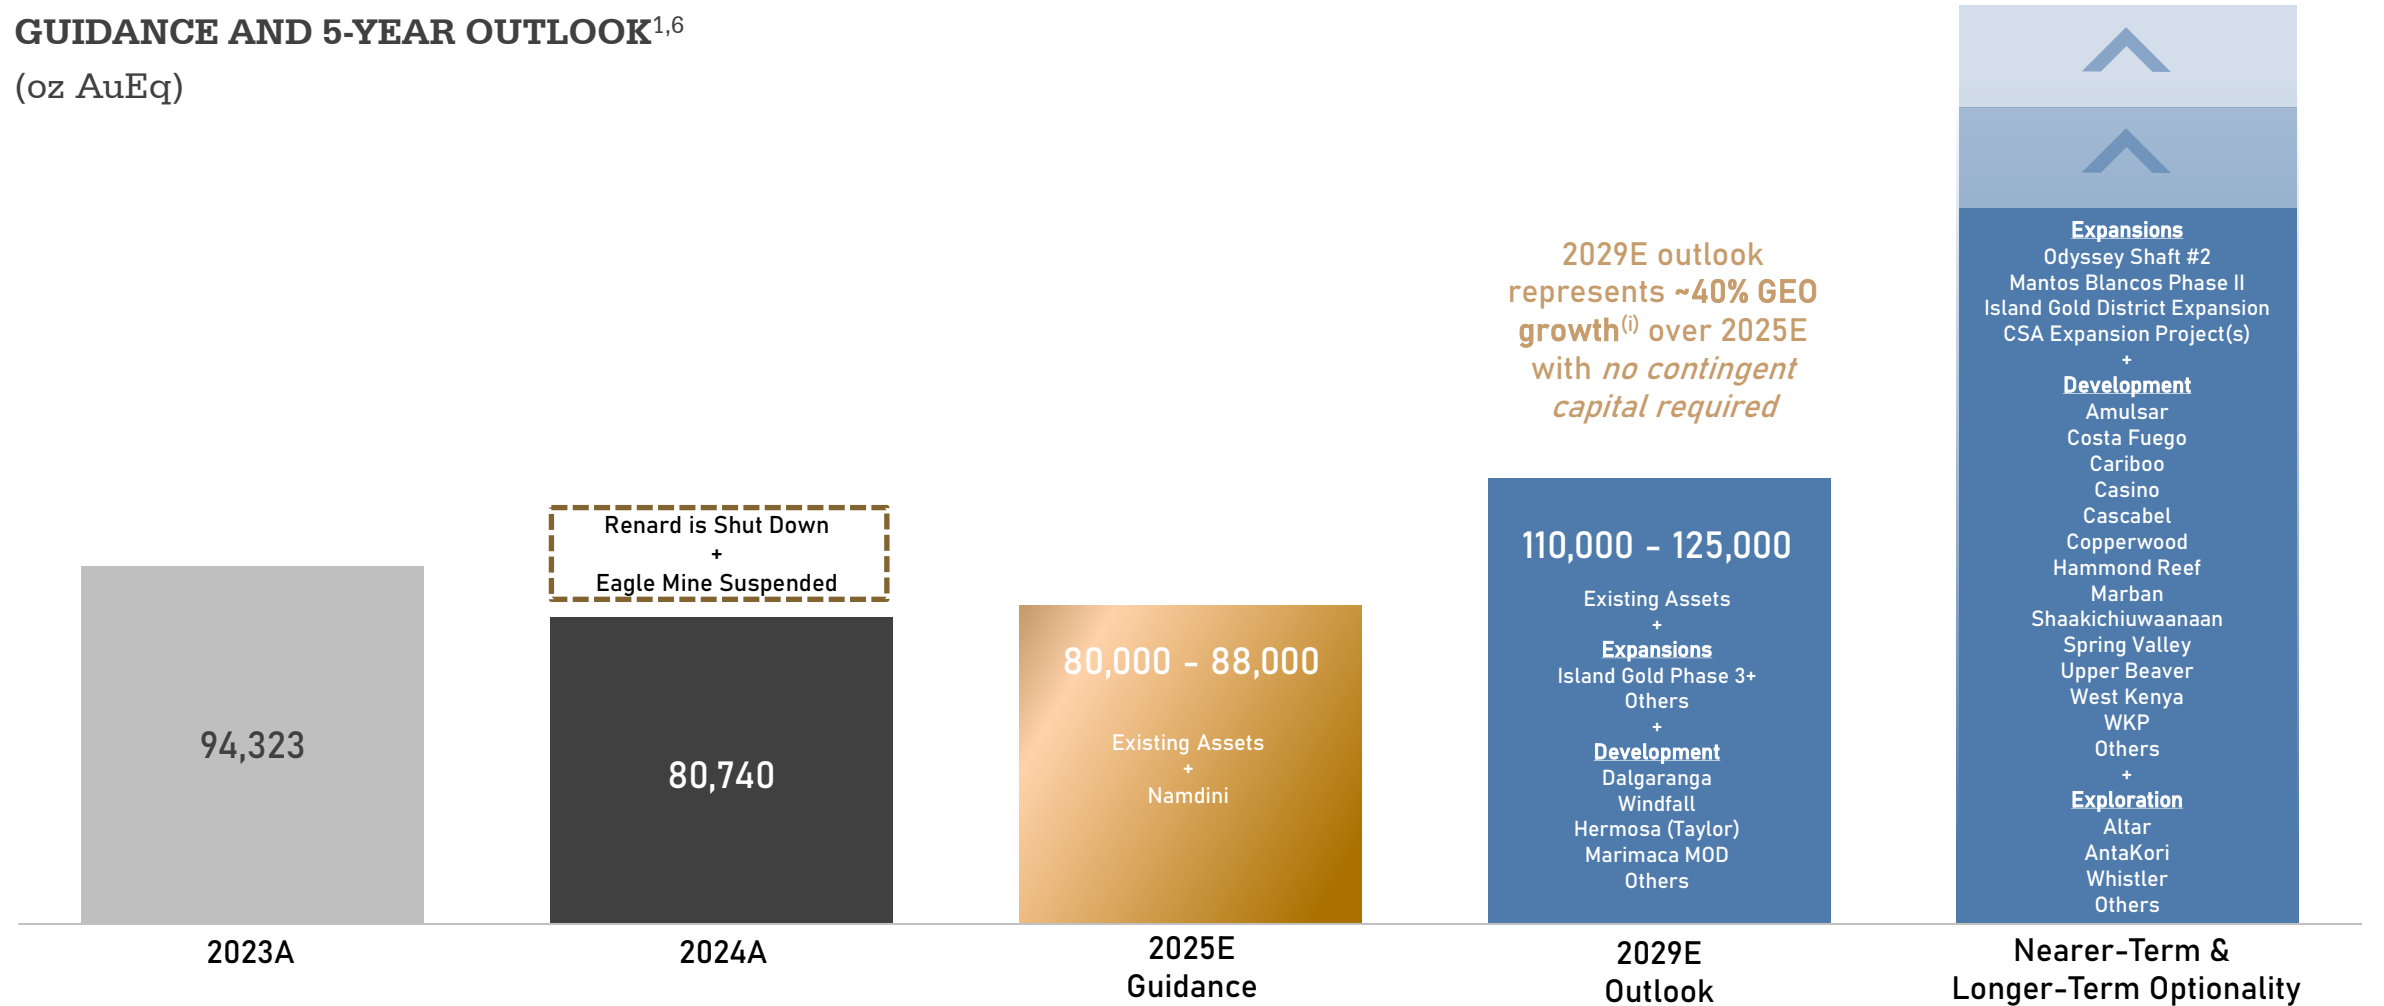 GUIDANCE AND 5-YEAR OUTLOOK1,6
(oz AuEq)
94,323
2023A
Renard is Shut Down
+
Eagle Mine Suspended
80,740
2024A
80,000 - 88,000
Existing Assets
+
Namdini
2025E
Guidance
2029E outlook
represents ~40% GEO
growth(i) over 2025E
with no contingent
capital required
110,000 - 125,000
Existing Assets
+
Expansions
Island Gold Phase 3+
Others
+
Development
Dalgaranga
Windfall
Hermosa (Taylor)
Marimaca MOD
Others
2029E
Outlook
Expansions
Odyssey Shaft #2
Mantos Blancos Phase II
Island Gold District Expansion
CSA Expansion Project(s)
+
Development
Amulsar
Costa Fuego
Cariboo
Casino
Cascabel
Copperwood
Hammond Reef
Marban
Shaakichiuwaanaan
Spring Valley
Upper Beaver
West Kenya
WKP
Others
+
Exploration
Altar
AntaKori
Whistler
Others
Nearer-Term &
Longer-Term Optionality